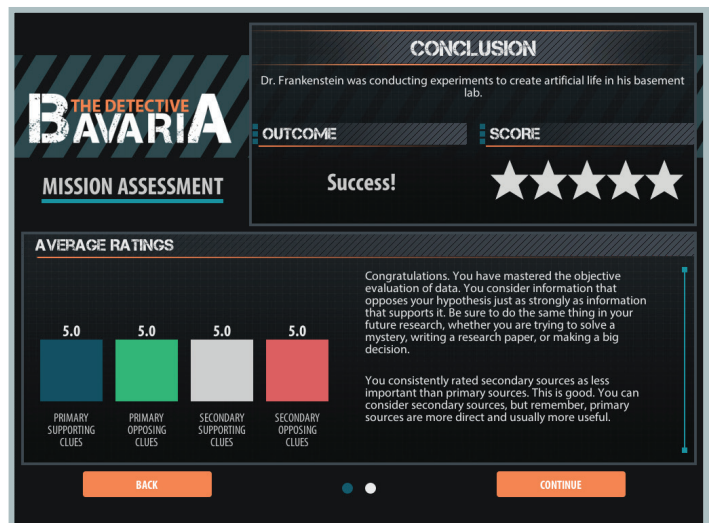 THE DETECTIVE
BAVARIA
MISSION ASSESSMENT
CONCLUSION
Dr. Frankenstein was conducting experiments to create artificial life in his basement
lab.
OUTCOME
SCORE
Success!
AVERAGE RATINGS
5.0
5.0
5.0
5.0
PRIMARY
SUPPORTING
CLUES
PRIMARY
OPPOSING
CLUES
SECONDARY
SUPPORTING
CLUES
SECONDARY
OPPOSING
CLUES
Congratulations. You have mastered the objective
evaluation of data. You consider information that
opposes your hypothesis just as strongly as information
that supports it. Be sure to do the same thing in your
future research, whether you are trying to solve a
mystery, writing a research paper, or making a big
decision.
You consistently rated secondary sources as less
important than primary sources. This is good. You can
consider secondary sources, but remember, primary
sources are more direct and usually more useful.
BACK
CONTINUE